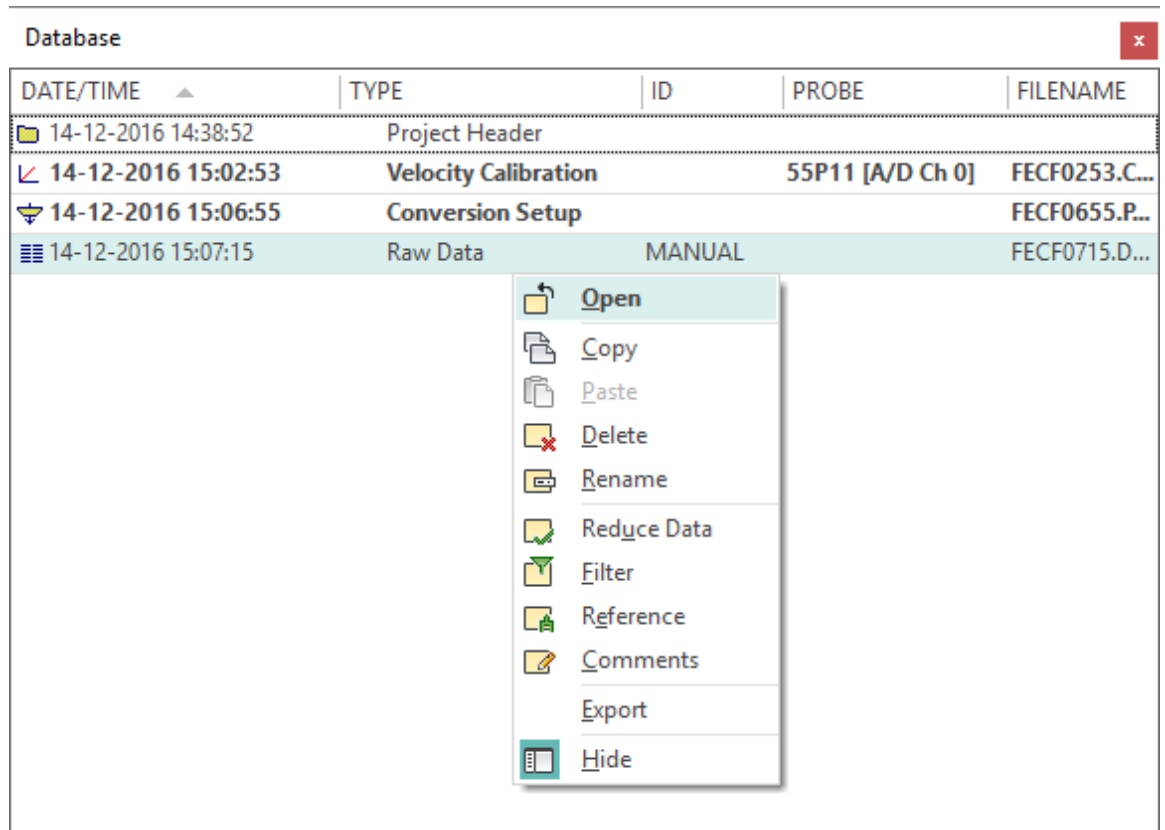 Database
x
DATE/TIME TYPE ID PROBE FILENAME
14-12-2016 14:38:52 Project Header
14-12-2016 15:02:53 Velocity Calibration 55P11 [A/D Ch 0] FECF0253.C...
14-12-2016 15:06:55 Conversion Setup FECF0655.P...
14-12-2016 15:07:15 Raw Data MANUAL FECF0715.D...
Open
Copy
Paste
Delete
Rename
Reduce Data
Filter
Reference
Comments
Export
Hide